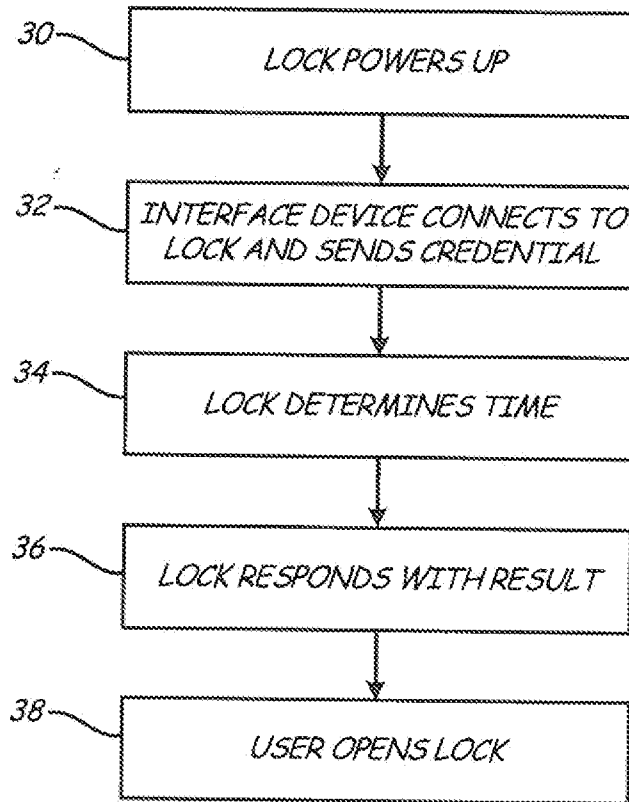 30
LOCK POWERS UP
32
INTERFACE DEVICE CONNECTS TO
LOCK AND SENDS CREDENTIAL
34
LOCK DETERMINES TIME
36
LOCK RESPONDS WITH RESULT
38
USER OPENS LOCK